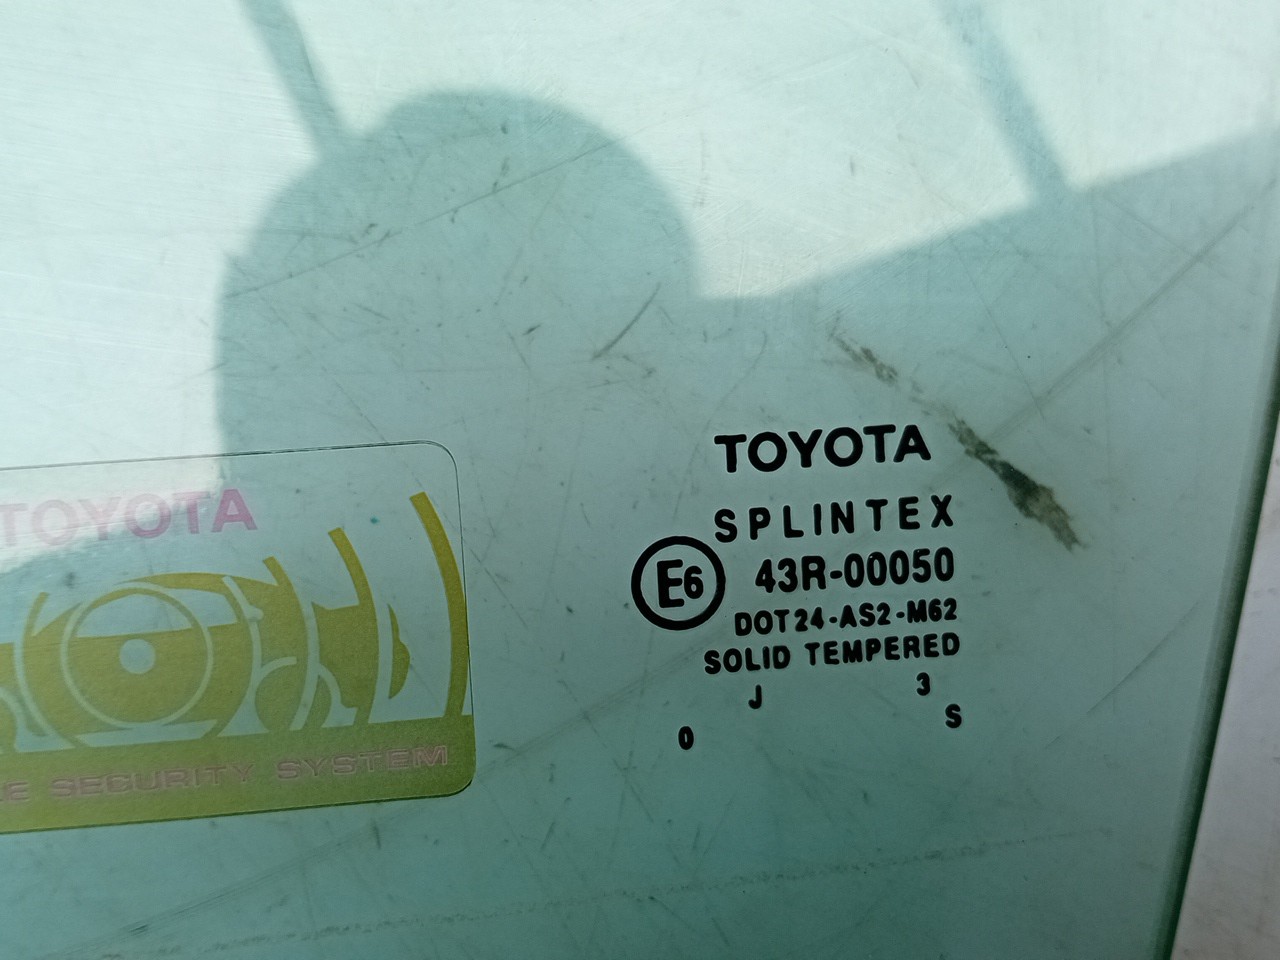 TOYOTA
SECURITY SYSTEM
TOYOTA
SPLINTEX
E6 43R-00050
DOT24-AS2-M62
SOLID TEMPERED
J 3
0 S